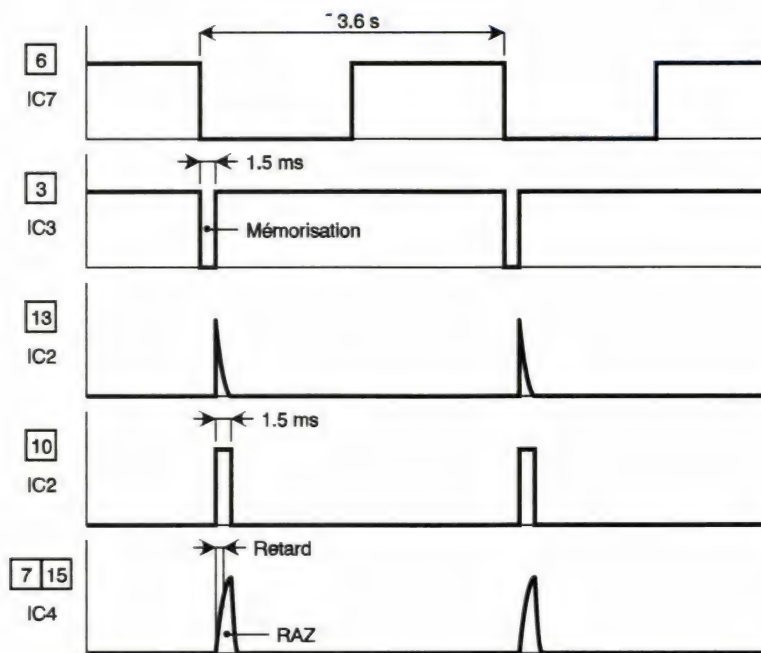 3.6 s
6
IC7
1.5 ms
3
IC3
Mémorisation
13
IC2
1.5 ms
10
IC2
Retard
7 15
IC4
RAZ